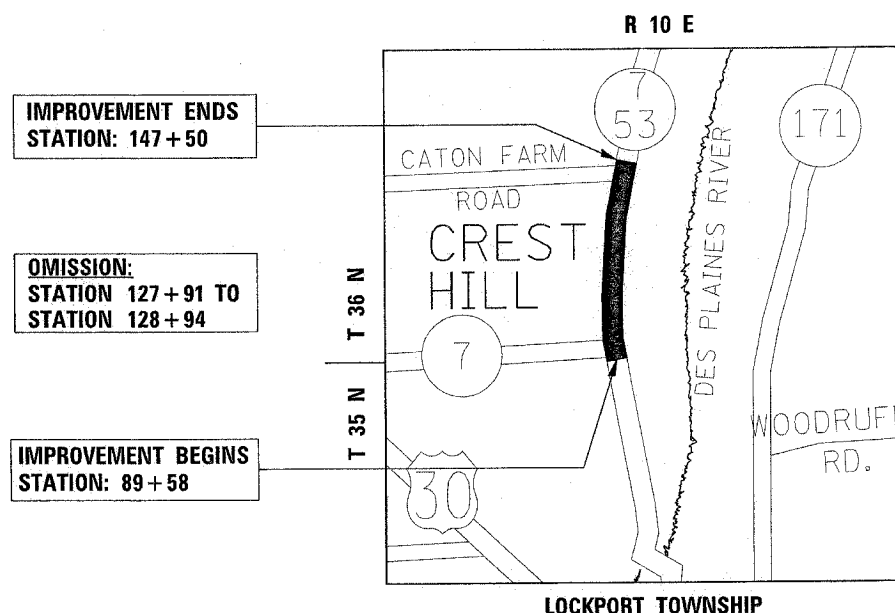 R 10 E
IMPROVEMENT ENDS
STATION: 147+50
7
53
171
CATON FARM
ROAD
CREST
HILL
DES PLAINES RIVER
OMISSION:
STATION 127+91 TO
STATION 128+94
T 36 N
7
T 35 N
IMPROVEMENT BEGINS
STATION: 89+58
30
WOODRUFF
RD.
LOCKPORT TOWNSHIP